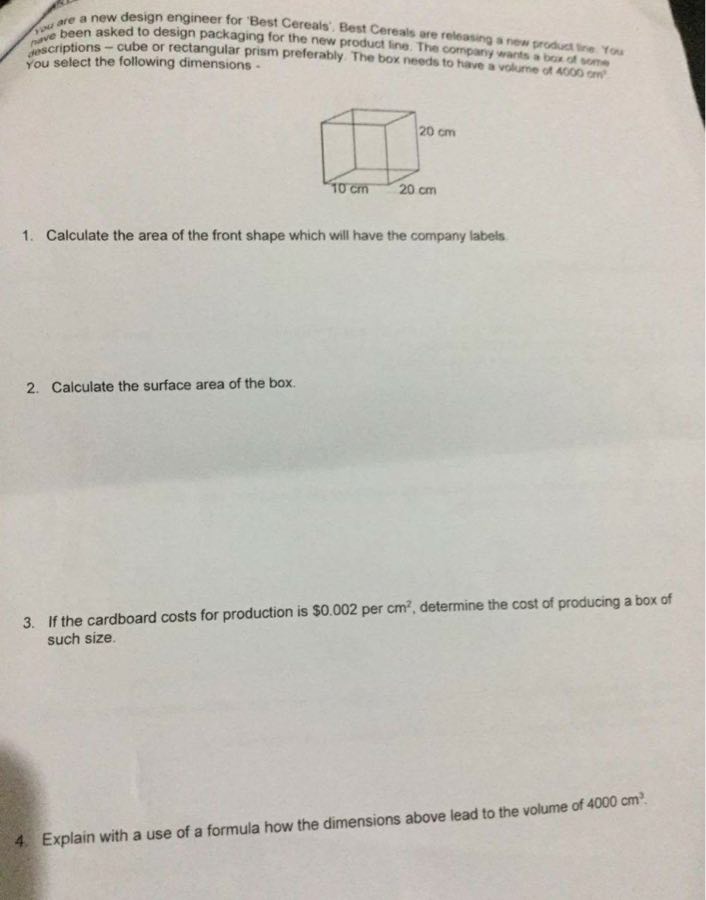 You are a new design engineer for 'Best Cereals'. Best Cereals are releasing a new product line. You
have been asked to design packaging for the new product line. The company wants a box of some
descriptions – cube or rectangular prism preferably. The box needs to have a volume of 4000 cm³
You select the following dimensions -
20 cm
10 cm 20 cm
1. Calculate the area of the front shape which will have the company labels.
2. Calculate the surface area of the box.
3. If the cardboard costs for production is $0.002 per cm², determine the cost of producing a box of
such size.
4. Explain with a use of a formula how the dimensions above lead to the volume of 4000 cm³.